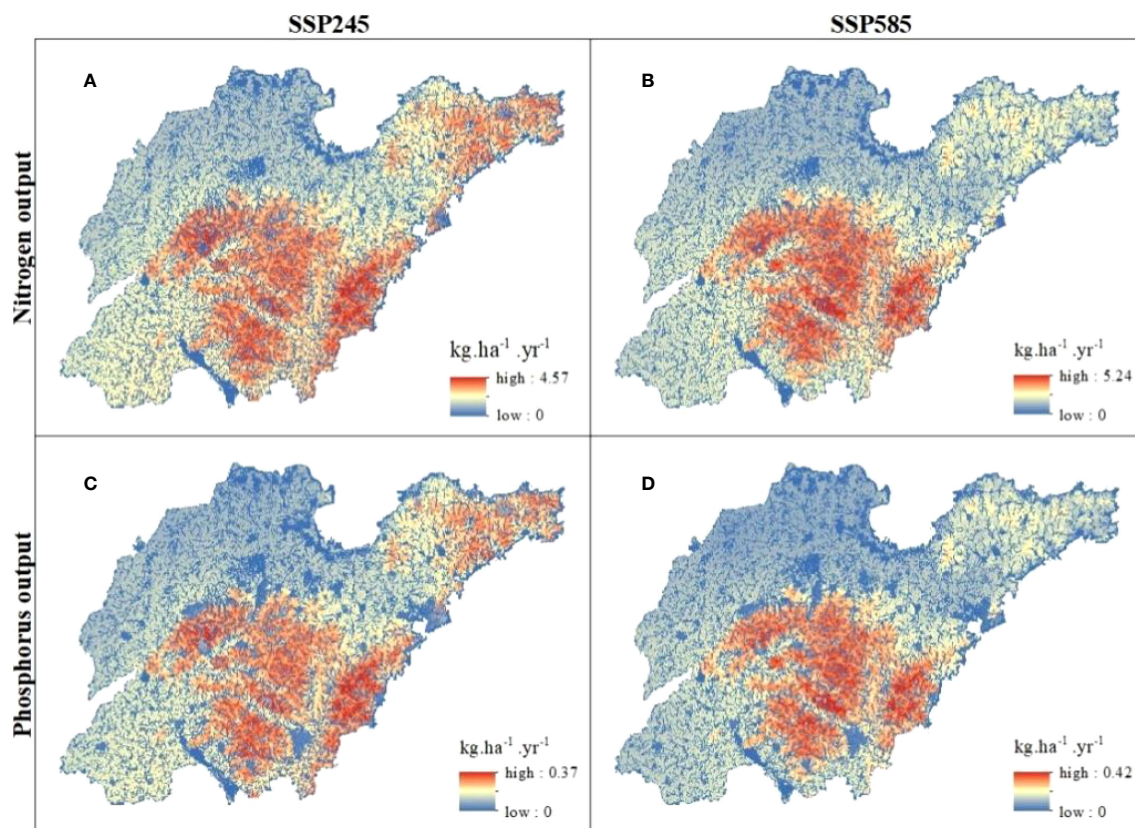 SSP245
SSP585
Nitrogen output
A
kg.ha⁻¹ .yr⁻¹
high : 4.57
low : 0
B
kg.ha⁻¹ .yr⁻¹
high : 5.24
low : 0
Phosphorus output
C
kg.ha⁻¹ .yr⁻¹
high : 0.37
low : 0
D
kg.ha⁻¹ .yr⁻¹
high : 0.42
low : 0